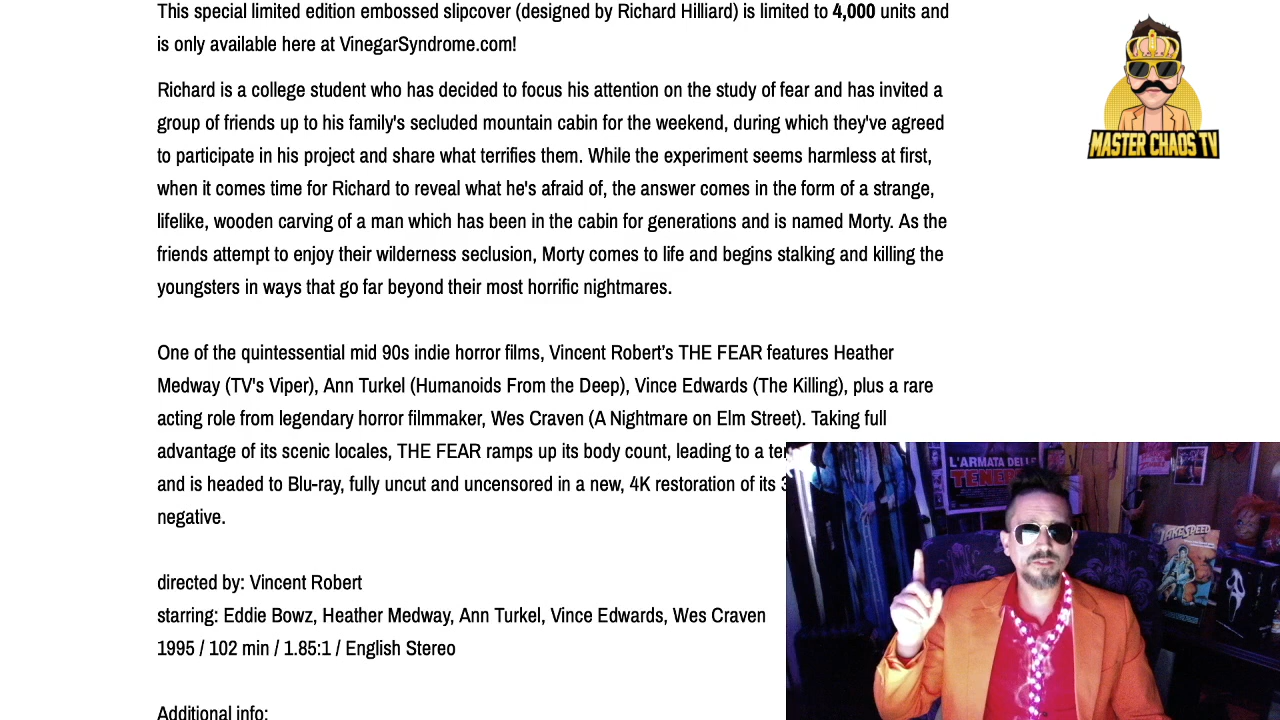 This special limited edition embossed slipcover (designed by Richard Hilliard) is limited to 4,000 units and
is only available here at VinegarSyndrome.com!
Richard is a college student who has decided to focus his attention on the study of fear and has invited a
group of friends up to his family's secluded mountain cabin for the weekend, during which they've agreed
to participate in his project and share what terrifies them. While the experiment seems harmless at first,
when it comes time for Richard to reveal what he's afraid of, the answer comes in the form of a strange,
lifelike, wooden carving of a man which has been in the cabin for generations and is named Morty. As the
friends attempt to enjoy their wilderness seclusion, Morty comes to life and begins stalking and killing the
youngsters in ways that go far beyond their most horrific nightmares.
One of the quintessential mid 90s indie horror films, Vincent Robert’s THE FEAR features Heather
Medway (TV's Viper), Ann Turkel (Humanoids From the Deep), Vince Edwards (The Killing), plus a rare
acting role from legendary horror filmmaker, Wes Craven (A Nightmare on Elm Street). Taking full
advantage of its scenic locales, THE FEAR ramps up its body count, leading to a
and is headed to Blu-ray, fully uncut and uncensored in a new, 4K restoration of its
negative.
directed by: Vincent Robert
starring: Eddie Bowz, Heather Medway, Ann Turkel, Vince Edwards, Wes Craven
1995 / 102 min / 1.85:1 / English Stereo
Additional info:
MASTER CHAOS TV
L'ARMATA DELLE
TAKE SPEED